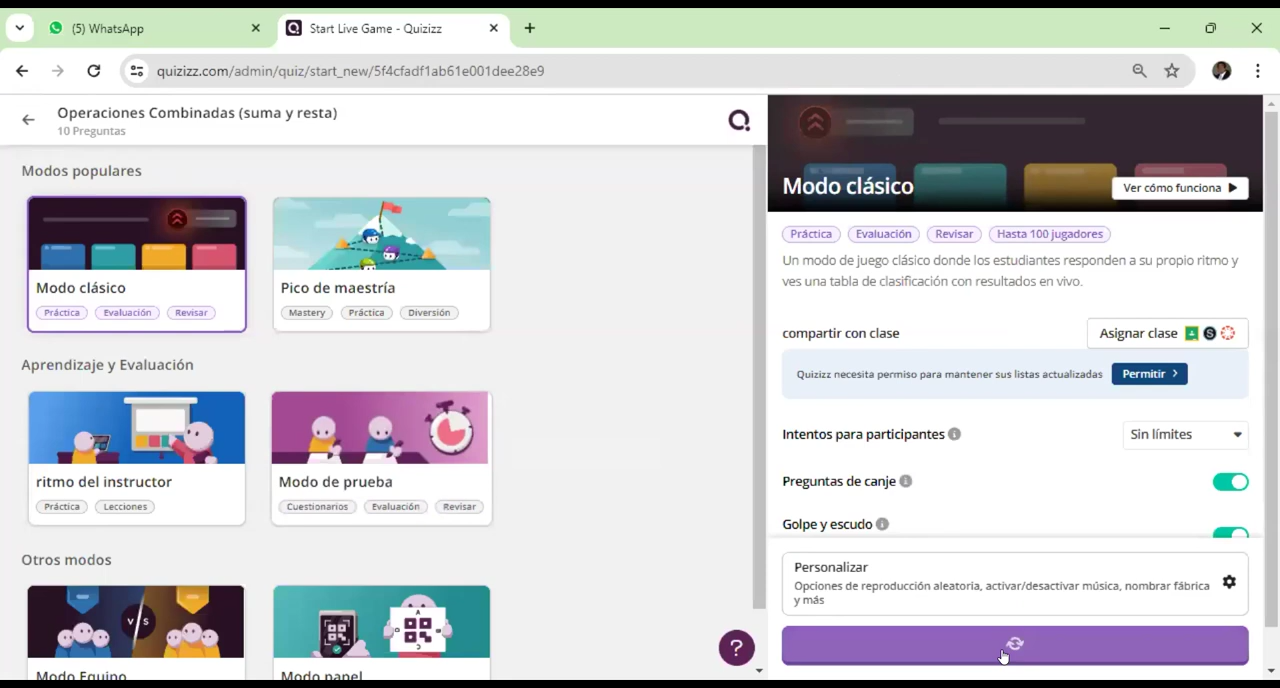 (5) WhatsApp
Start Live Game - Quizizz
quizizz.com/admin/quiz/start_new/5f4cfadf1ab61e001dee28e9
Operaciones Combinadas (suma y resta)
10 Preguntas
Modos populares
Modo clásico
Práctica Evaluación Revisar
Pico de maestría
Mastery Práctica Diversión
Aprendizaje y Evaluación
ritmo del instructor
Práctica Lecciones
Modo de prueba
Cuestionarios Evaluación Revisar
Otros modos
V S
A
C
Modo Equipo
Modo papel
?
Modo clásico
Ver cómo funciona
Práctica Evaluación Revisar Hasta 100 jugadores
Un modo de juego clásico donde los estudiantes responden a su propio ritmo y
ves una tabla de clasificación con resultados en vivo.
compartir con clase
Asignar clase
Quizizz necesita permiso para mantener sus listas actualizadas
Permitir
Intentos para participantes
Sin límites
Preguntas de canje
Golpe y escudo
Personalizar
Opciones de reproducción aleatoria, activar/desactivar música, nombrar fábrica
y más